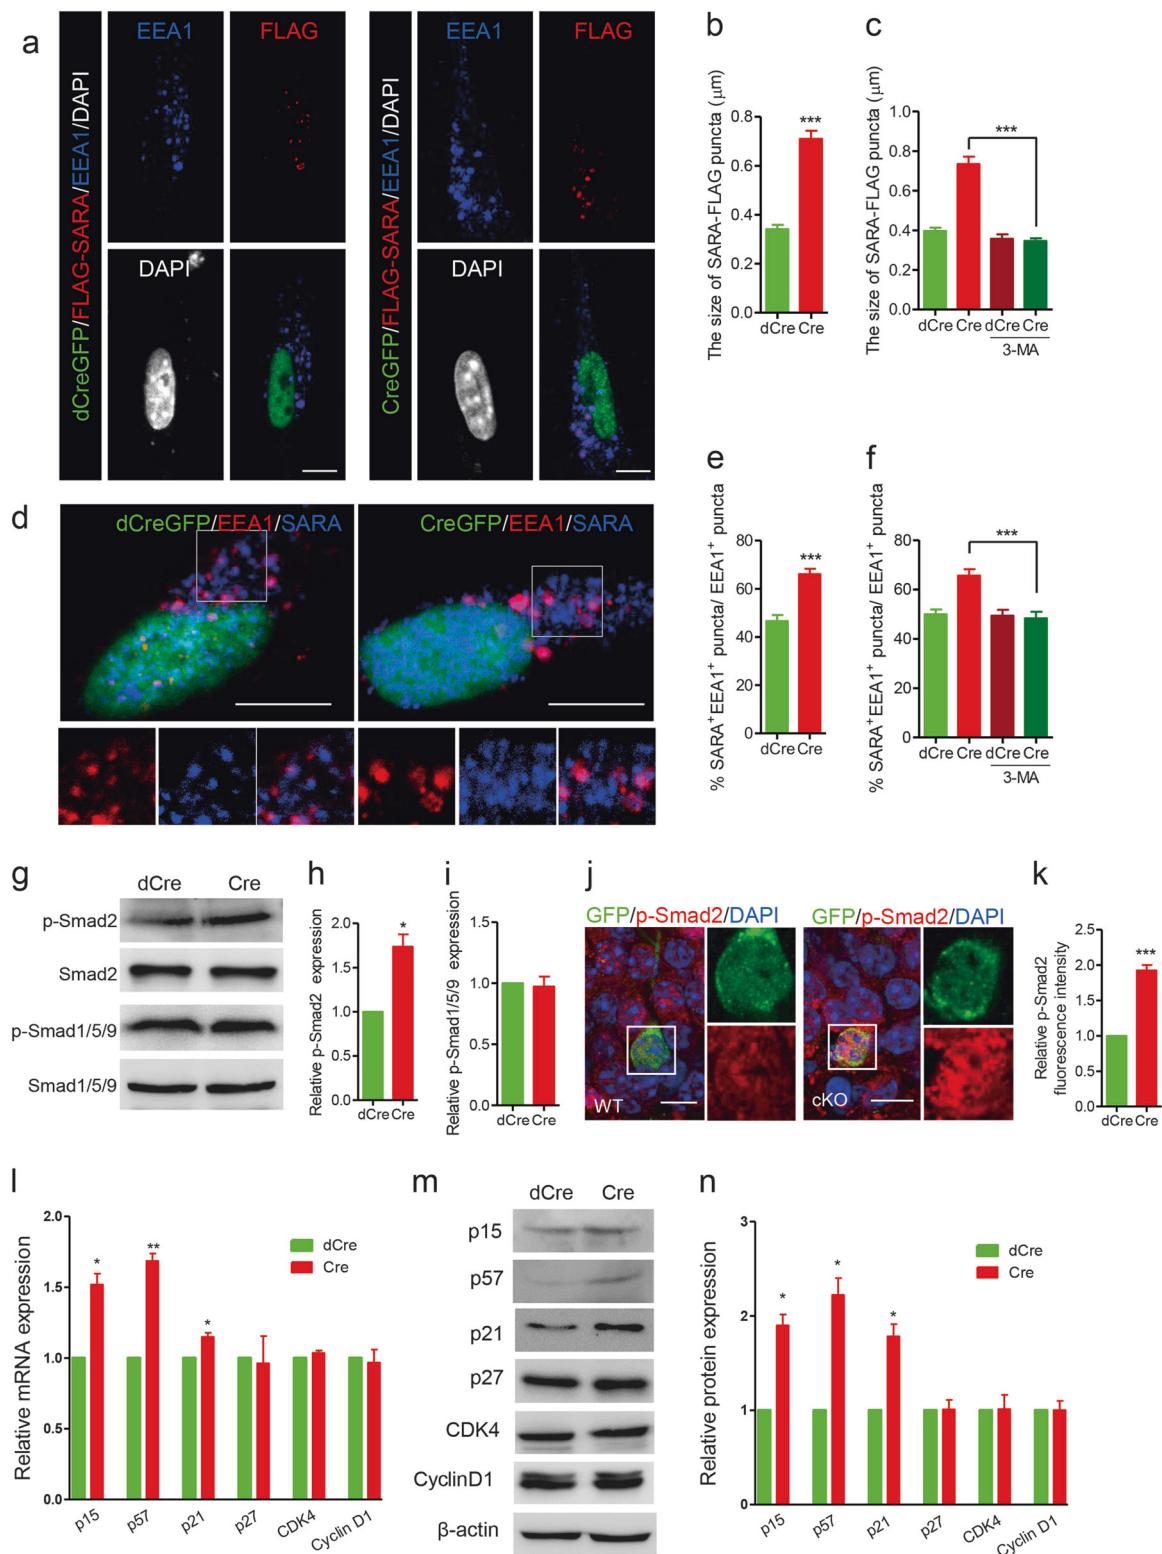 a
dCreGFP/FLAG-SARA/EEA1/DAPI
EEA1
FLAG
DAPI
CreGFP/FLAG-SARA/EEA1/DAPI
EEA1
FLAG
DAPI
b
The size of SARA-FLAG puncta (μm)
0.8
0.6
0.4
0.2
0.0
***
dCre Cre
c
The size of SARA-FLAG puncta (μm)
1.0
0.8
0.6
0.4
0.2
0.0
***
dCre Cre dCre Cre
3-MA
d
dCreGFP/EEA1/SARA
CreGFP/EEA1/SARA
e
% SARA⁺EEA1⁺ puncta/ EEA1⁺ puncta
80
60
40
20
0
***
dCre Cre
f
% SARA⁺EEA1⁺ puncta/ EEA1⁺ puncta
80
60
40
20
0
***
dCre Cre dCre Cre
3-MA
g
dCre Cre
p-Smad2
Smad2
p-Smad1/5/9
Smad1/5/9
h
Relative p-Smad2 expression
2.0
1.5
1.0
0.5
0.0
*
dCre Cre
i
Relative p-Smad1/5/9 expression
1.5
1.0
0.5
0.0
dCre Cre
j
GFP/p-Smad2/DAPI
WT
GFP/p-Smad2/DAPI
cKO
k
Relative p-Smad2
fluorescence intensity
2.5
2.0
1.5
1.0
0.5
0.0
***
dCre Cre
l
Relative mRNA expression
2.0
1.5
1.0
0.5
0.0
* ** *
dCre
Cre
p15 p57 p21 p27 CDK4 Cyclin D1
m
dCre Cre
p15
p57
p21
p27
CDK4
CyclinD1
β-actin
n
Relative protein expression
3
2
1
0
* * *
dCre
Cre
p15 p57 p21 p27 CDK4 Cyclin D1